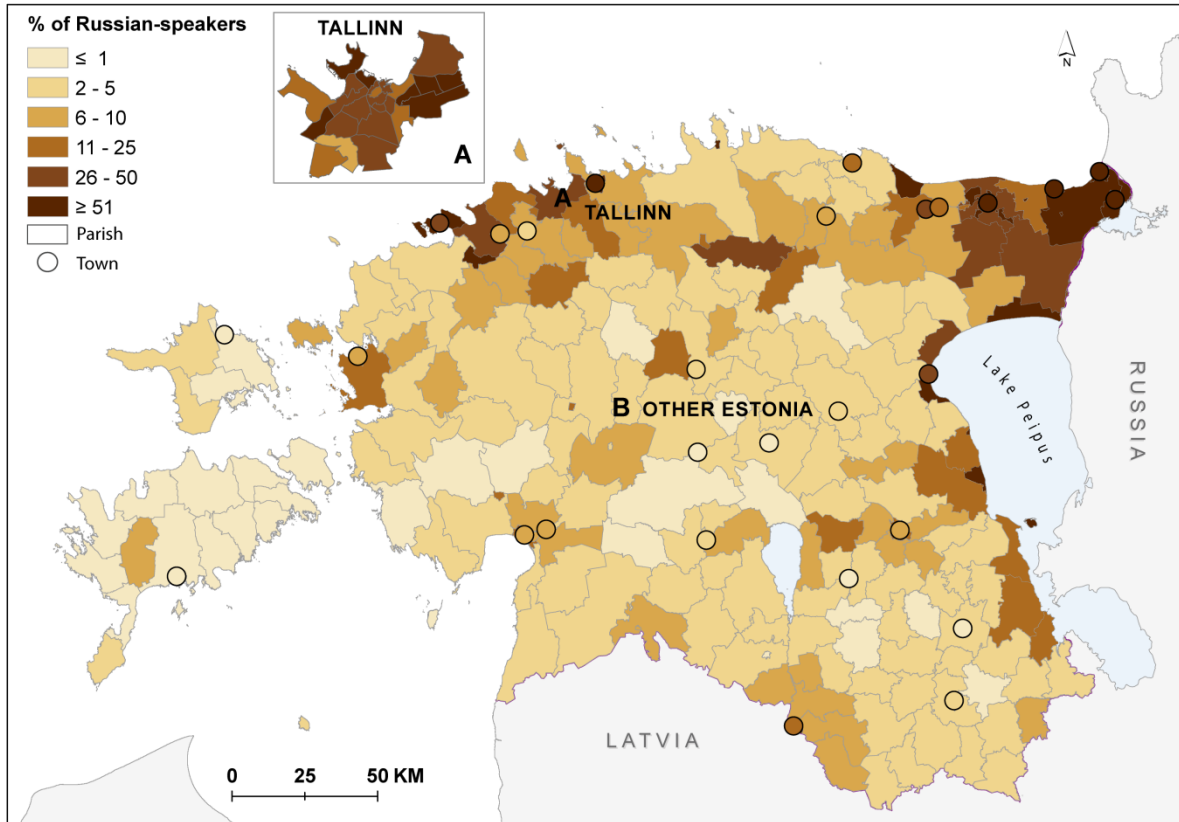 % of Russian-speakers
≤ 1
2 - 5
6 - 10
11 - 25
26 - 50
≥ 51
Parish
Town
TALLINN
A
N
A
TALLINN
B OTHER ESTONIA
Lake Peipus
RUSSIA
LATVIA
0 25 50 KM